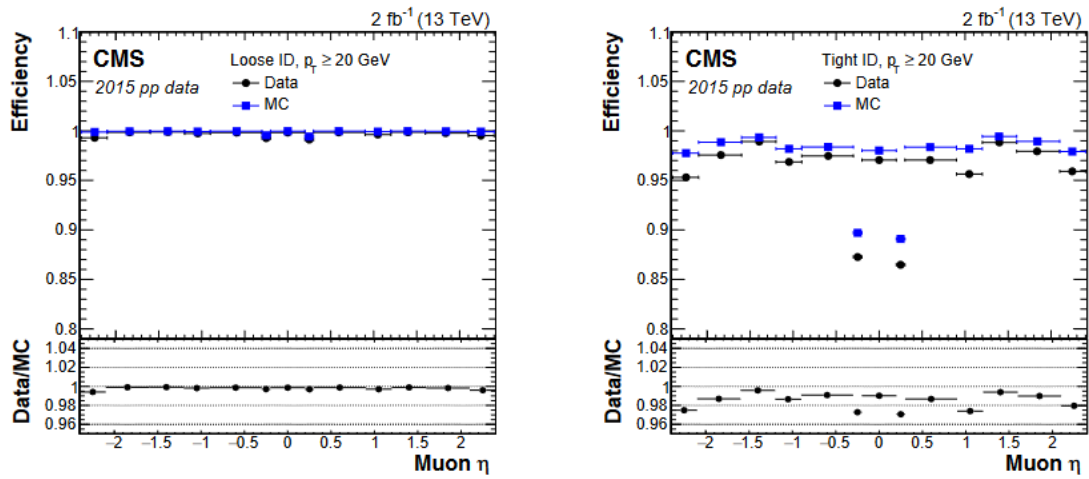 2 fb⁻¹ (13 TeV)
Efficiency
1.1
1.05
1
0.95
0.9
0.85
0.8
CMS
2015 pp data
Loose ID, p_T ≥ 20 GeV
Data
MC
Data/MC
1.04
1.02
1
0.98
0.96
−2 −1.5 −1 −0.5 0 0.5 1 1.5 2
Muon η
2 fb⁻¹ (13 TeV)
Efficiency
1.1
1.05
1
0.95
0.9
0.85
0.8
CMS
2015 pp data
Tight ID, p_T ≥ 20 GeV
Data
MC
Data/MC
1.04
1.02
1
0.98
0.96
−2 −1.5 −1 −0.5 0 0.5 1 1.5 2
Muon η